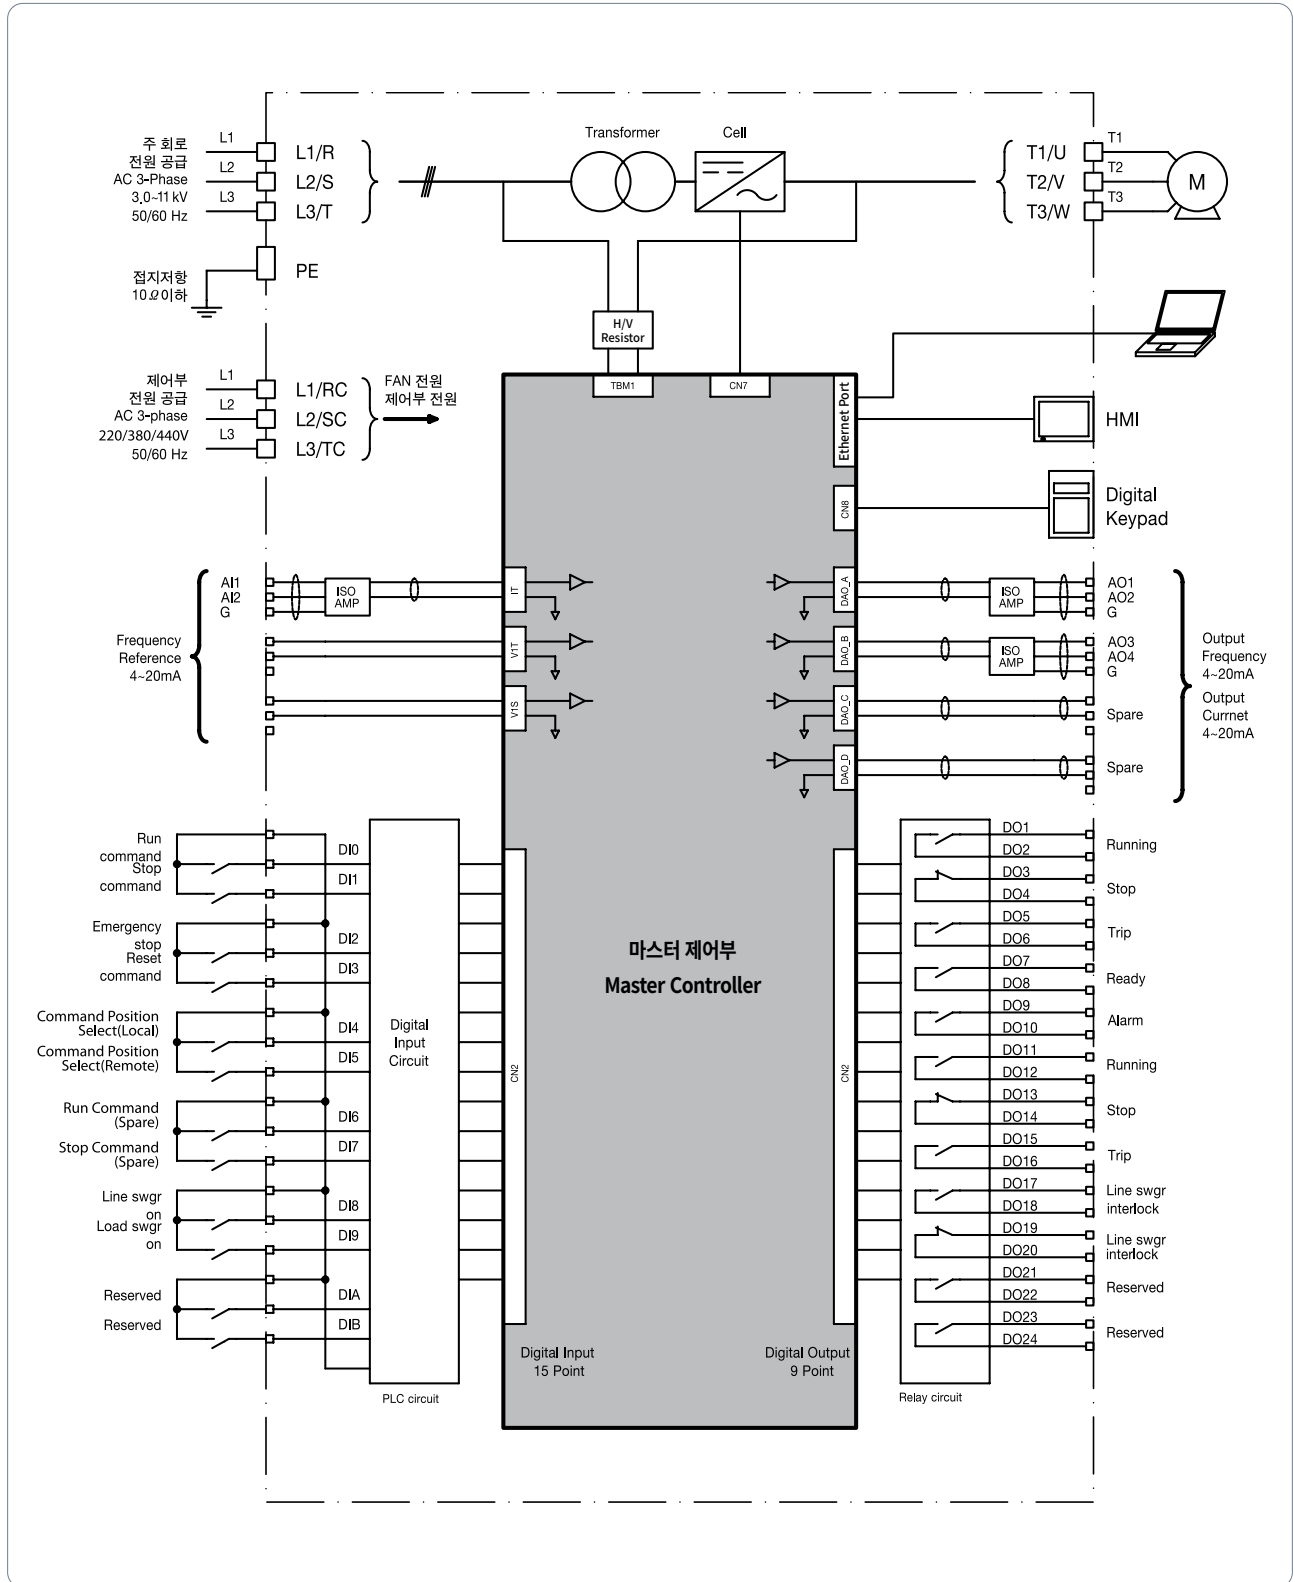 Transformer
Cell
주 회로
전원 공급
AC 3-Phase
3.0~11 kV
50/60 Hz
L1
L2
L3
L1/R
L2/S
L3/T
T1/U
T2/V
T3/W
T1
T2
T3
M
PE
접지저항
10Ω이하
H/V
Resistor
제어부
전원 공급
AC 3-phase
220/380/440V
50/60 Hz
L1
L2
L3
L1/RC
L2/SC
L3/TC
FAN 전원
제어부 전원
TBM1
CN7
Ethernet Port
HMI
CN8
Digital
Keypad
Frequency
Reference
4~20mA
AI1
AI2
G
ISO
AMP
IT
V1T
V1S
DAO_A
DAO_B
DAO_C
DAO_D
ISO
AMP
ISO
AMP
AO1
AO2
G
AO3
AO4
G
Spare
Spare
Output
Frequency
4~20mA
Output
Currnet
4~20mA
Run
command
Stop
command
Emergency
stop
Reset
command
Command Position
Select(Local)
Command Position
Select(Remote)
Run Command
(Spare)
Stop Command
(Spare)
Line swgr
on
Load swgr
on
Reserved
Reserved
DI0
DI1
DI2
DI3
DI4
DI5
DI6
DI7
DI8
DI9
DIA
DIB
Digital
Input
Circuit
PLC circuit
CN2
마스터 제어부
Master Controller
Digital Input
15 Point
Digital Output
9 Point
CN2
Relay circuit
DO1
DO2
DO3
DO4
DO5
DO6
DO7
DO8
DO9
DO10
DO11
DO12
DO13
DO14
DO15
DO16
DO17
DO18
DO19
DO20
DO21
DO22
DO23
DO24
Running
Stop
Trip
Ready
Alarm
Running
Stop
Trip
Line swgr
interlock
Line swgr
interlock
Reserved
Reserved